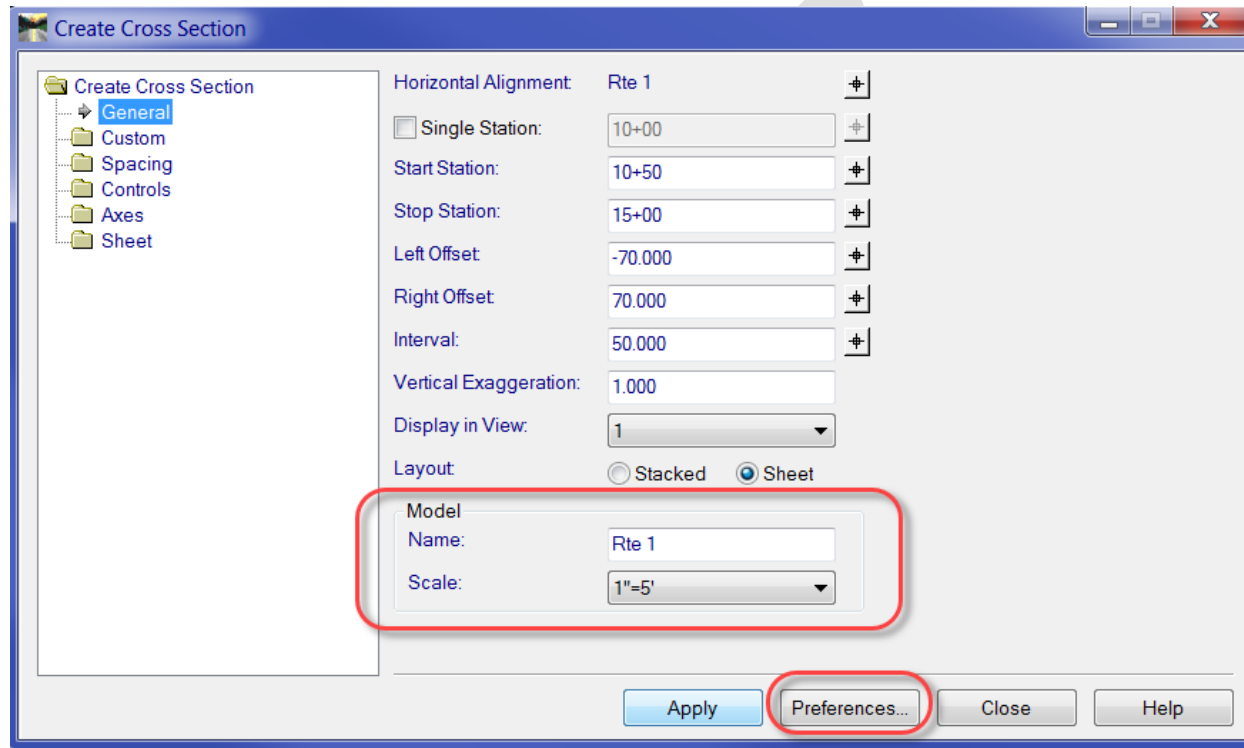 Create Cross Section
Create Cross Section
General
Custom
Spacing
Controls
Axes
Sheet
Horizontal Alignment: Rte 1
Single Station: 10+00
Start Station: 10+50
Stop Station: 15+00
Left Offset: -70.000
Right Offset: 70.000
Interval: 50.000
Vertical Exaggeration: 1.000
Display in View: 1
Layout: Stacked Sheet
Model
Name: Rte 1
Scale: 1"=5'
Apply Preferences... Close Help